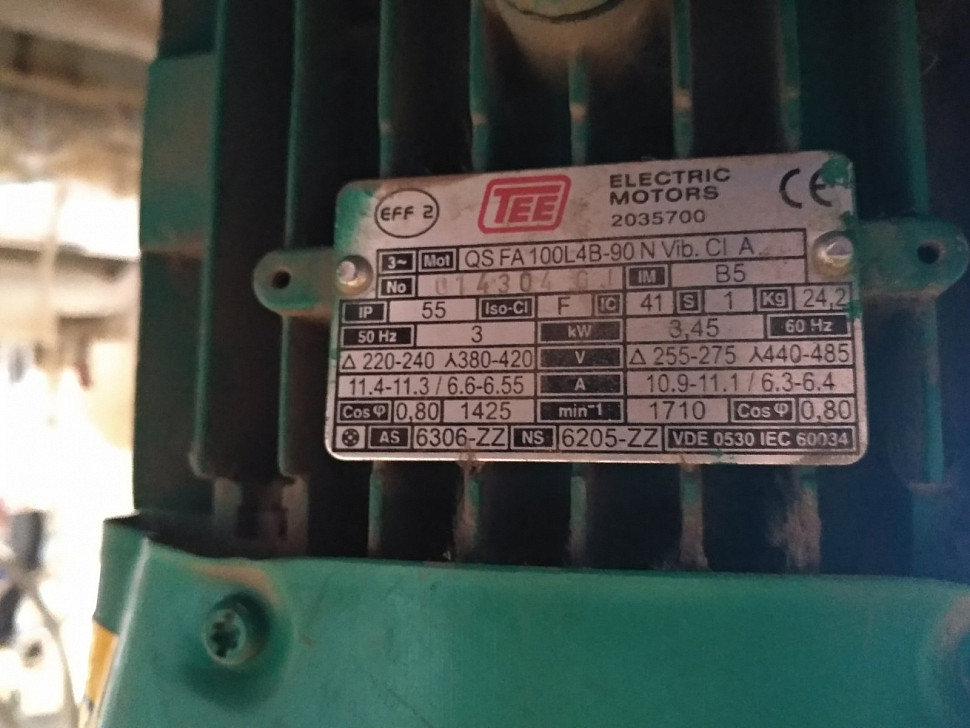 EFF 2 TEE ELECTRIC MOTORS 2035700 CE
3~ Mot QS FA 100L4B-90 N Vib. Cl A
No 014304 IM B5
IP 55 Iso-Cl F IC 41 S 1 Kg 24,2
50 Hz 3 kW 3,45 60 Hz
Δ 220-240 ⅄380-420 V Δ 255-275 ⅄440-485
11.4-11.3 / 6.6-6.55 A 10.9-11.1 / 6.3-6.4
Cos φ 0,80 1425 min⁻¹ 1710 Cos φ 0,80
AS 6306-ZZ NS 6205-ZZ VDE 0530 IEC 60034